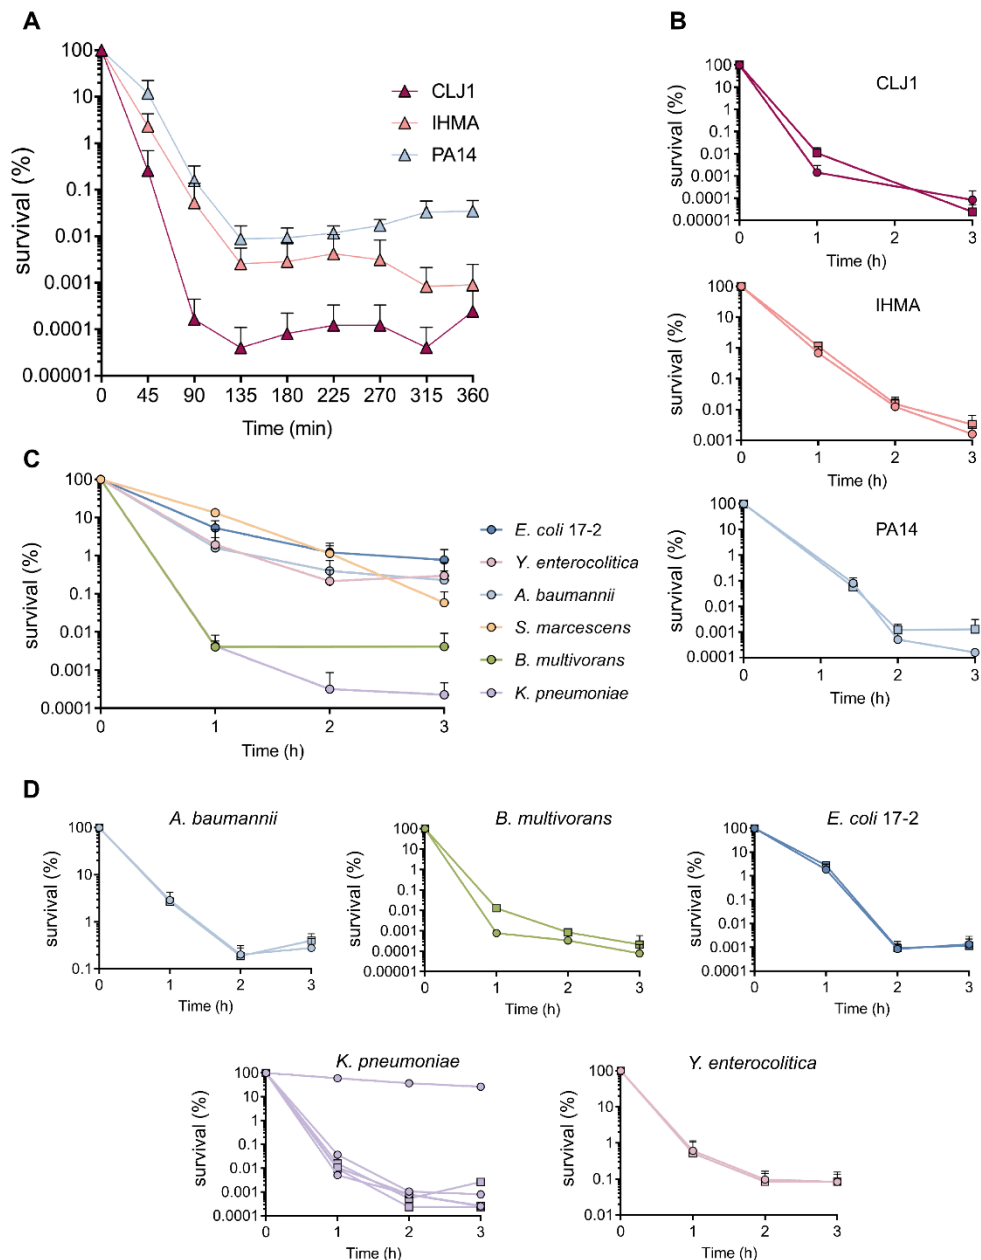 A
survival (%)
100
10
1
0.1
0.01
0.001
0.0001
0.00001
0 45 90 135 180 225 270 315 360
Time (min)
CLJ1
IHMA
PA14
B
CLJ1
survival (%)
100
10
1
0.1
0.01
0.001
0.0001
0.00001
0 1 2 3
Time (h)
IHMA
survival (%)
100
10
1
0.1
0.01
0.001
0 1 2 3
Time (h)
PA14
survival (%)
100
10
1
0.1
0.01
0.001
0.0001
0 1 2 3
Time (h)
C
survival (%)
100
10
1
0.1
0.01
0.001
0.0001
0 1 2 3
Time (h)
E. coli 17-2
Y. enterocolitica
A. baumannii
S. marcescens
B. multivorans
K. pneumoniae
D
A. baumannii
survival (%)
100
10
1
0.1
0 1 2 3
Time (h)
B. multivorans
survival (%)
100
10
1
0.1
0.01
0.001
0.0001
0.00001
0 1 2 3
Time (h)
E. coli 17-2
survival (%)
100
10
1
0.1
0.01
0.001
0.0001
0 1 2 3
Time (h)
K. pneumoniae
survival (%)
100
10
1
0.1
0.01
0.001
0.0001
0 1 2 3
Time (h)
Y. enterocolitica
survival (%)
100
10
1
0.1
0.01
0 1 2 3
Time (h)